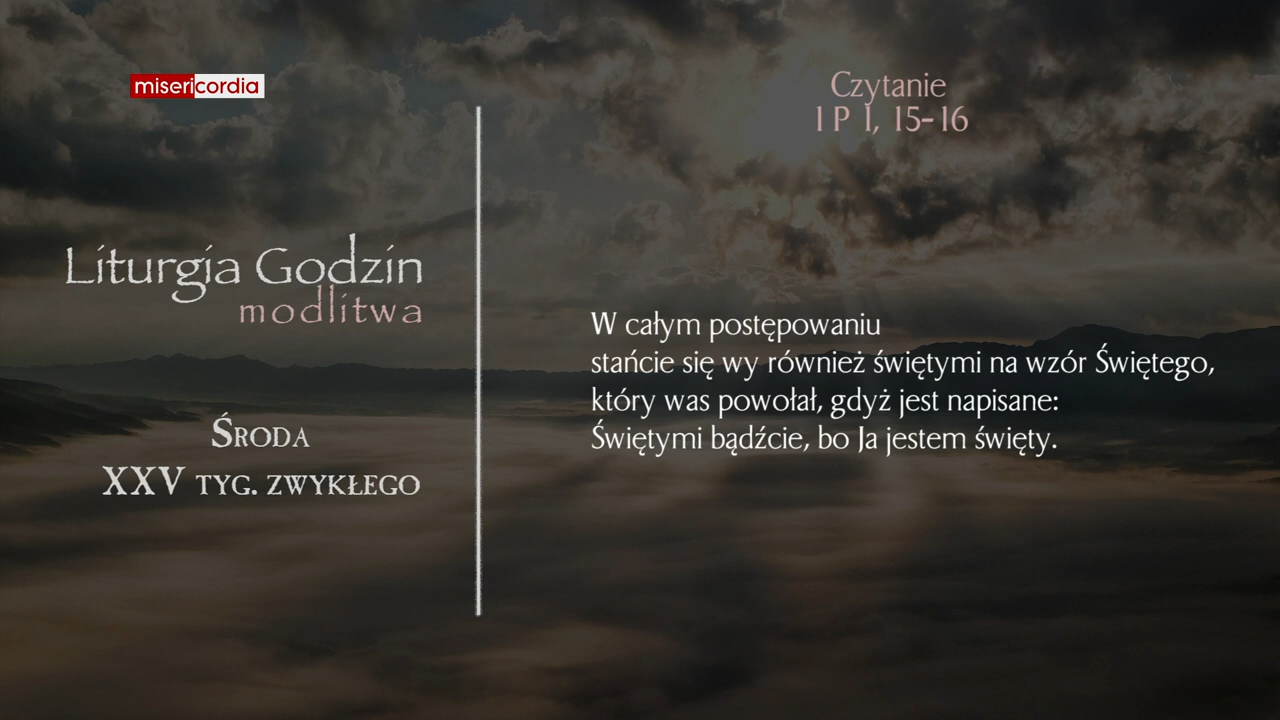 misericordia
Liturgia Godzin
modlitwa
Środa
XXV tyg. zwykłego
Czytanie
1 P 1, 15-16
W całym postępowaniu
stańcie się wy również świętymi na wzór Świętego,
który was powołał, gdyż jest napisane:
Świętymi bądźcie, bo Ja jestem święty.